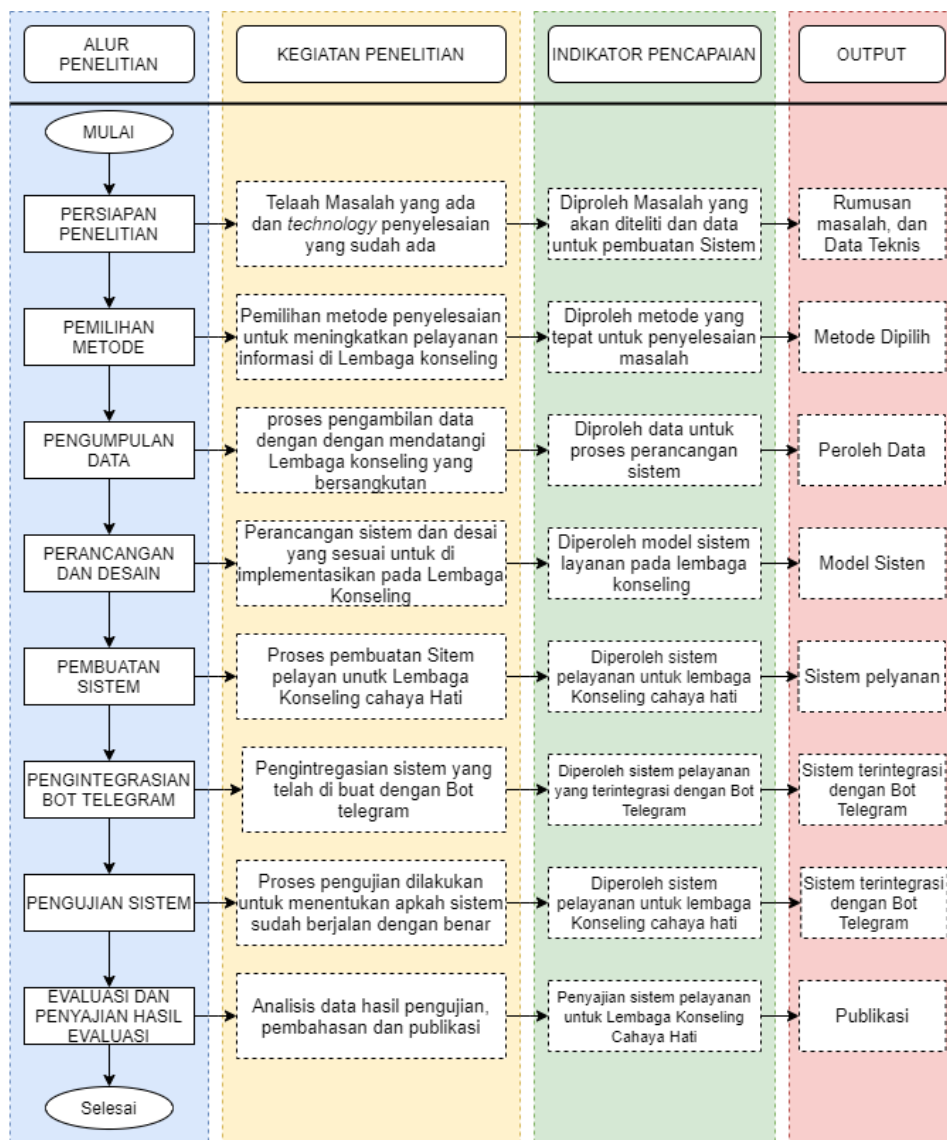 ALUR
PENELITIAN
KEGIATAN PENELITIAN
INDIKATOR PENCAPAIAN
OUTPUT
MULAI
PERSIAPAN
PENELITIAN
Telaah Masalah yang ada
dan technology penyelesaian
yang sudah ada
Diproleh Masalah yang
akan diteliti dan data
untuk pembuatan Sistem
Rumusan
masalah, dan
Data Teknis
PEMILIHAN
METODE
Pemilihan metode penyelesaian
untuk meningkatkan pelayanan
informasi di Lembaga konseling
Diproleh metode yang
tepat untuk penyelesaian
masalah
Metode Dipilih
PENGUMPULAN
DATA
proses pengambilan data
dengan dengan mendatangi
Lembaga konseling yang
bersangkutan
Diproleh data untuk
proses perancangan
sistem
Peroleh Data
PERANCANGAN
DAN DESAIN
Perancangan sistem dan desai
yang sesuai untuk di
implementasikan pada Lembaga
Konseling
Diperoleh model sistem
layanan pada lembaga
konseling
Model Sisten
PEMBUATAN
SISTEM
Proses pembuatan Sitem
pelayan unutk Lembaga
Konseling cahaya Hati
Diperoleh sistem
pelayanan untuk lembaga
Konseling cahaya hati
Sistem pelyanan
PENGINTEGRASIAN
BOT TELEGRAM
Pengintregasian sistem yang
telah di buat dengan Bot
telegram
Diperoleh sistem pelayanan
yang terintegrasi dengan Bot
Telegram
Sistem terintegrasi
dengan Bot
Telegram
PENGUJIAN SISTEM
Proses pengujian dilakukan
untuk menentukan apkah sistem
sudah berjalan dengan benar
Diperoleh sistem
pelayanan untuk lembaga
Konseling cahaya hati
Sistem terintegrasi
dengan Bot
Telegram
EVALUASI DAN
PENYAJIAN HASIL
EVALUASI
Analisis data hasil pengujian,
pembahasan dan publikasi
Penyajian sistem pelayanan
untuk Lembaga Konseling
Cahaya Hati
Publikasi
Selesai